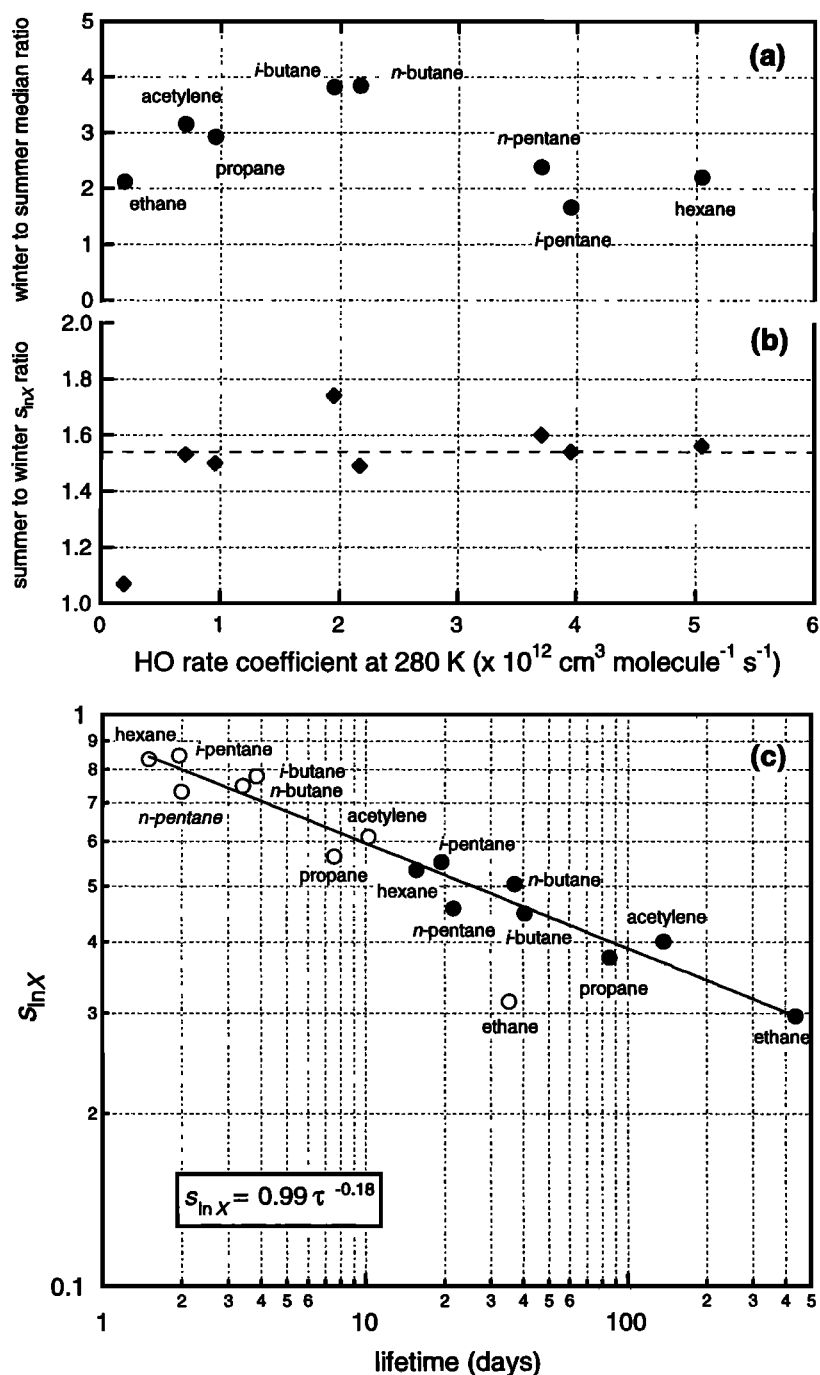 winter to summer median ratio
5
4
3
2
1
0
(a)
i-butane
n-butane
acetylene
propane
ethane
n-pentane
i-pentane
hexane
summer to winter s_lnX ratio
2.0
1.8
1.6
1.4
1.2
1.0
(b)
0 1 2 3 4 5 6
HO rate coefficient at 280 K (x 10^12 cm^3 molecule^-1 s^-1)
s_lnX
1
9
8
7
6
5
4
3
2
0.1
(c)
hexane
i-pentane
i-butane
n-butane
n-pentane
acetylene
i-pentane
propane
hexane
n-butane
n-pentane
i-butane
acetylene
propane
ethane
ethane
s_ln X = 0.99 τ ^-0.18
2 3 4 5 6 2 3 4 5 6 2 3 4 5
1 10 100
lifetime (days)